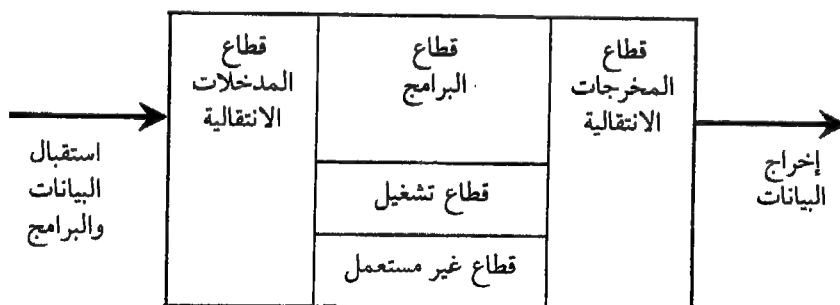 قطاع
المدخلات
الانتقالية
قطاع
البرامج
قطاع
المخرجات
الانتقالية
استقبال
البيانات
والبرامج
قطاع تشغيل
قطاع غير مستعمل
إخراج
البيانات